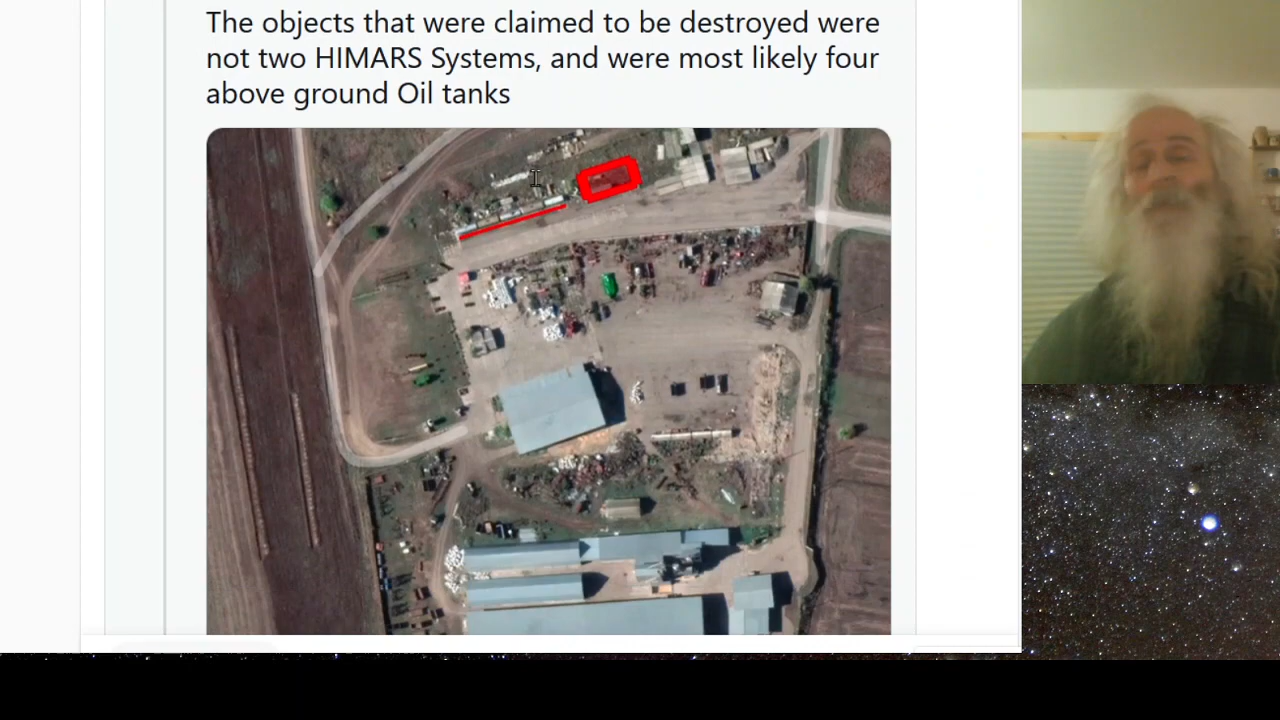 The objects that were claimed to be destroyed were
not two HIMARS Systems, and were most likely four
above ground Oil tanks